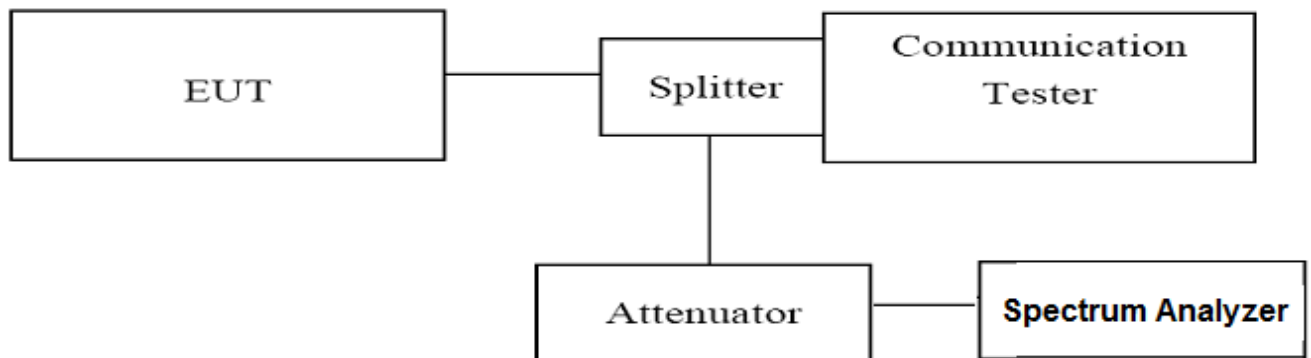 EUT
Splitter
Communication
Tester
Attenuator
Spectrum Analyzer